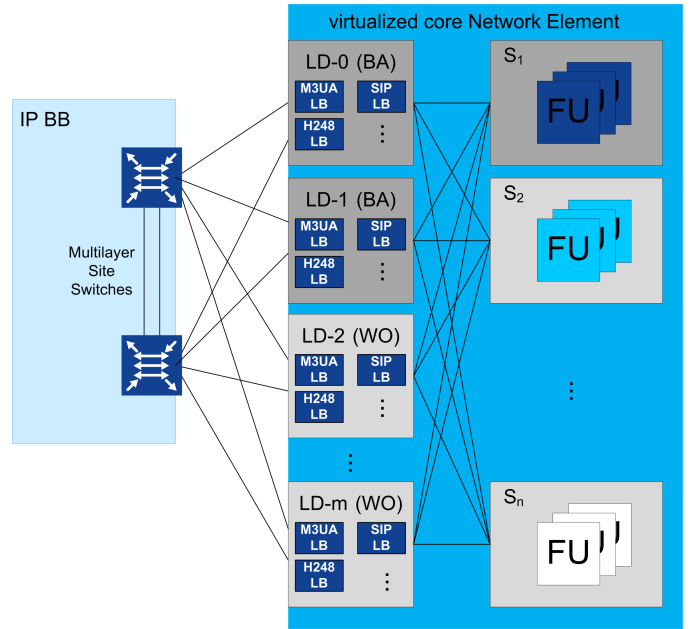 virtualized core Network Element
IP BB
Multilayer
Site
Switches
LD-0 (BA)
M3UA
LB
SIP
LB
H248
LB
LD-1 (BA)
M3UA
LB
SIP
LB
H248
LB
LD-2 (WO)
M3UA
LB
SIP
LB
H248
LB
LD-m (WO)
M3UA
LB
SIP
LB
H248
LB
S1
FU
U
S2
FU
U
Sn
FU
U